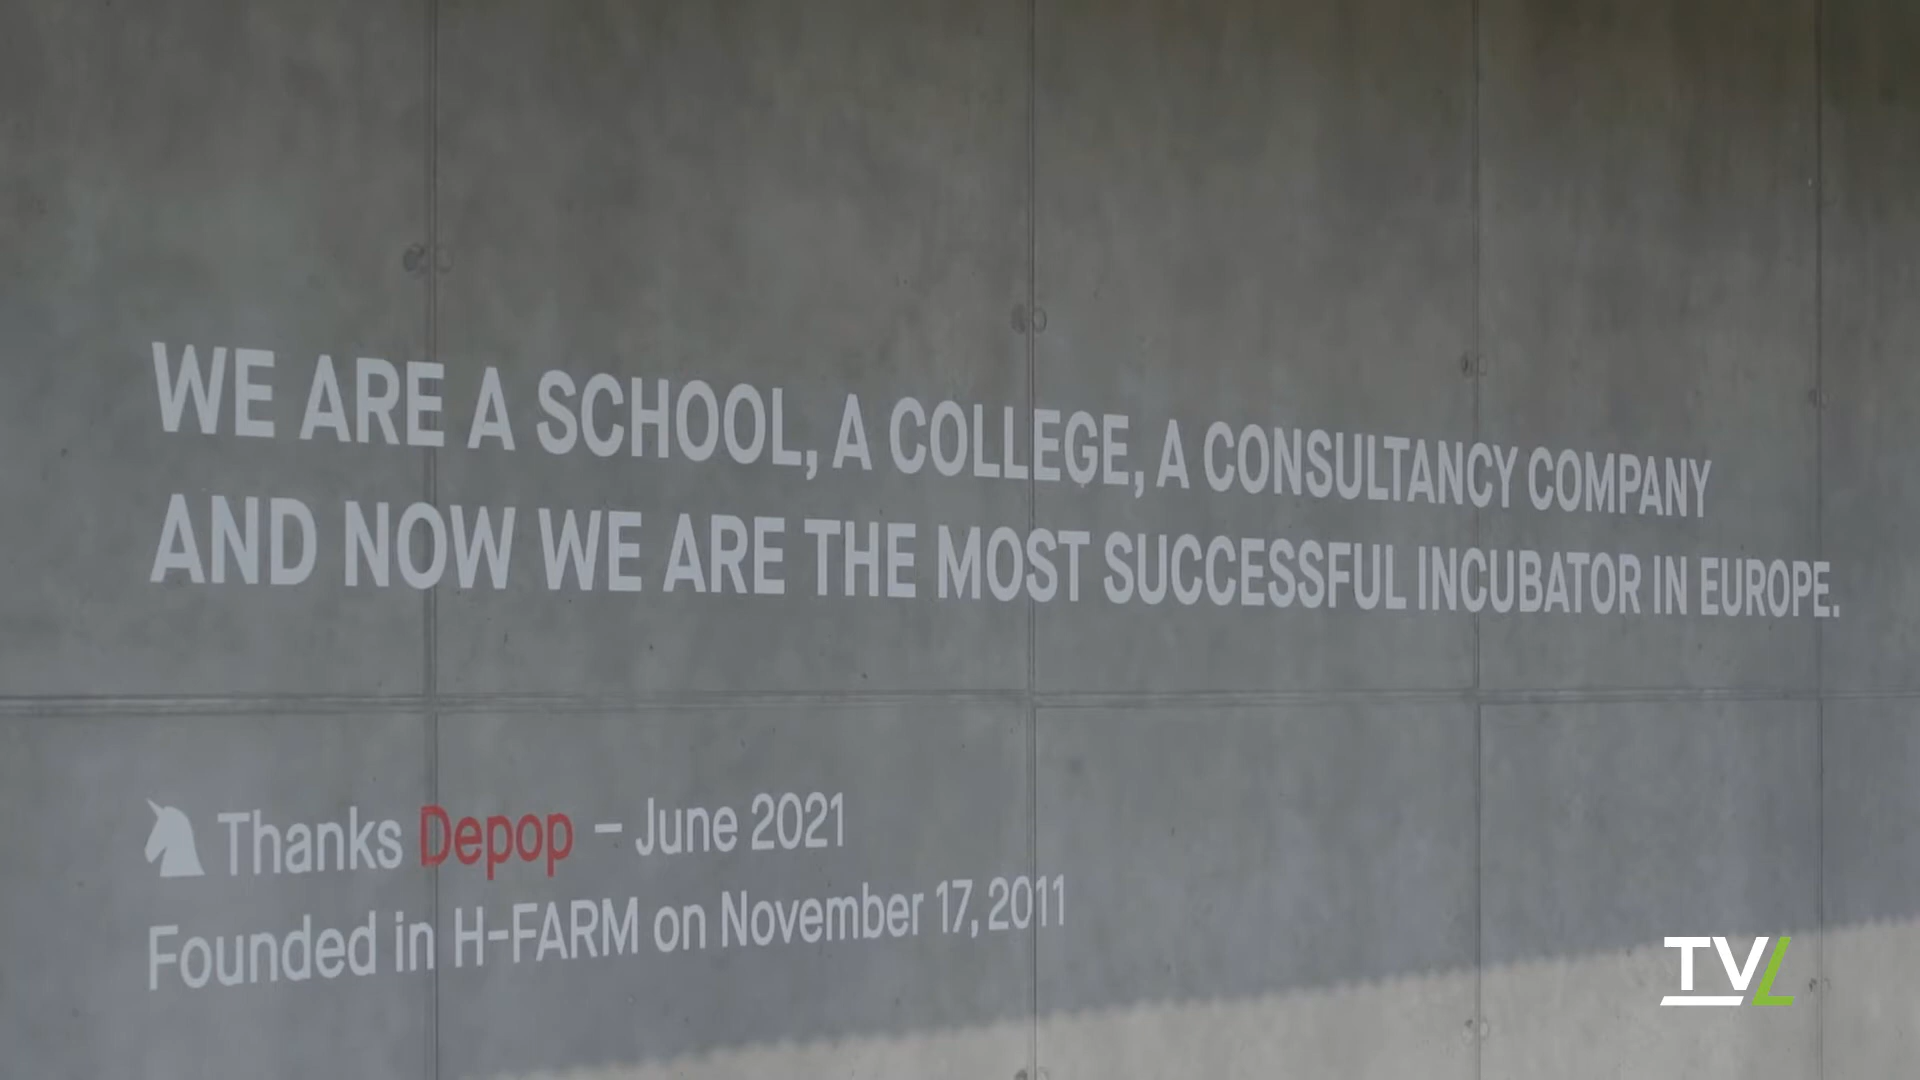 WE ARE A SCHOOL, A COLLEGE, A CONSULTANCY COMPANY
AND NOW WE ARE THE MOST SUCCESSFUL INCUBATOR IN EUROPE.
Thanks Depop – June 2021
Founded in H-FARM on November 17, 2011
TVL